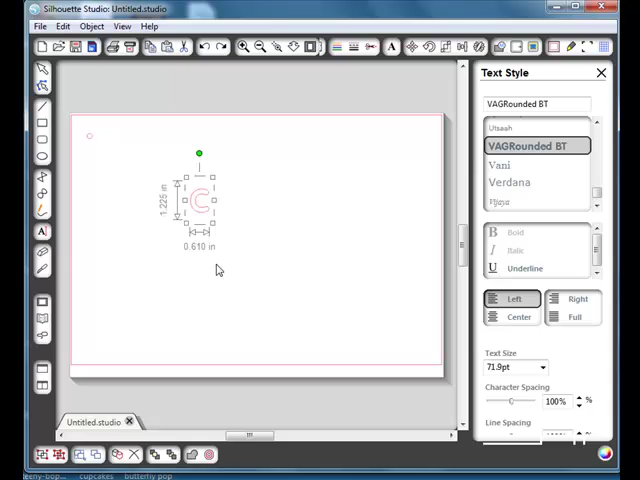 Silhouette Studio: Untitled.studio
File Edit Object View Help
A
Text Style
VAGRounded BT
Utsaah
VAGRounded BT
Vani
Verdana
Vijaya
C
1.225 in
0.610 in
A
B Bold
I Italic
U Underline
Left Right
Center Full
Text Size
71.9pt
Character Spacing
100% %
Line Spacing
Untitled.studio
cupcakes butterfly pop